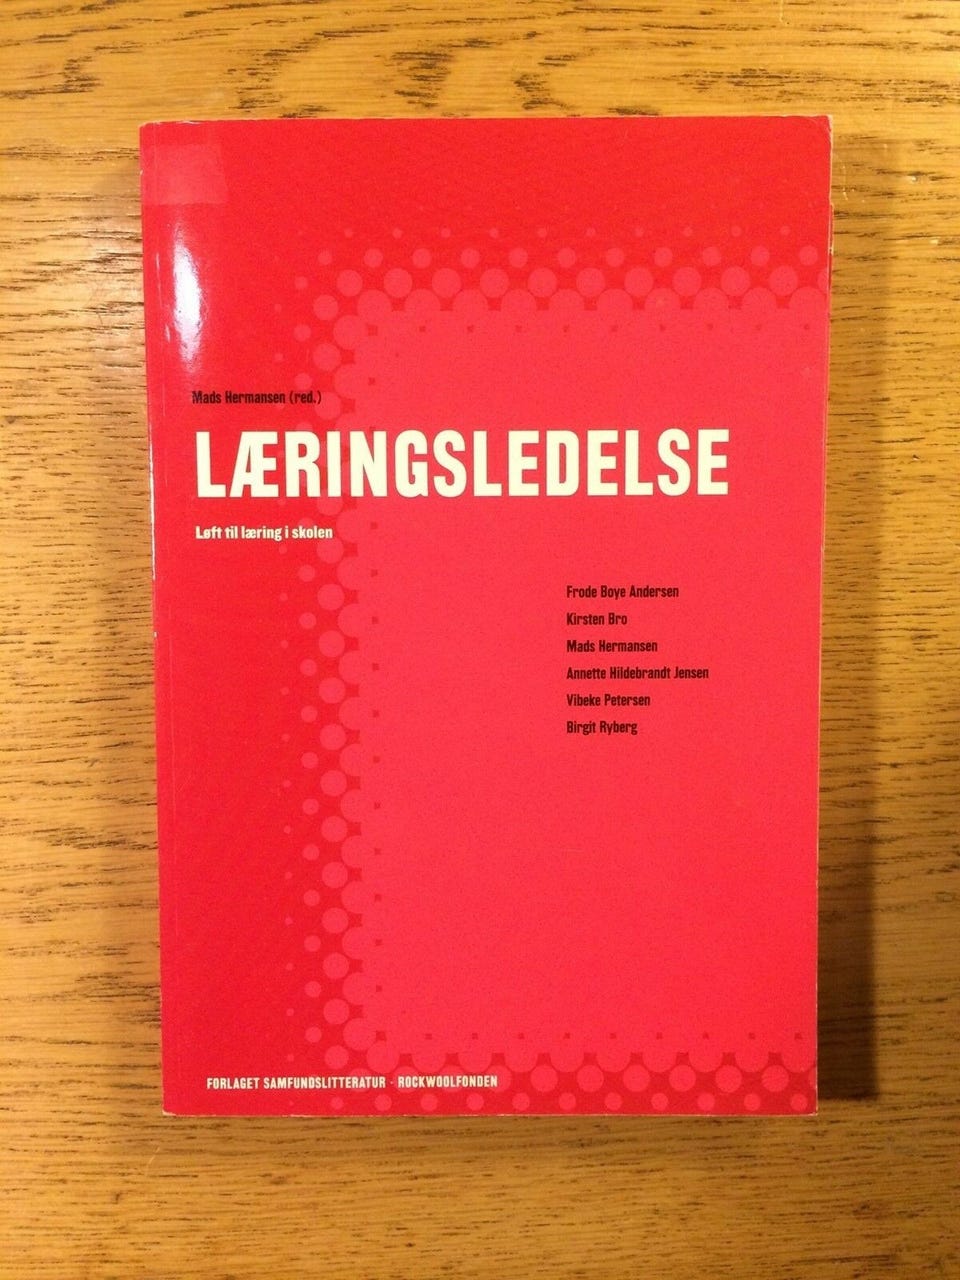 Mads Hermansen (red.)
LÆRINGSLEDELSE
Løft til læring i skolen
Frode Boye Andersen
Kirsten Bro
Mads Hermansen
Annette Hildebrandt Jensen
Vibeke Petersen
Birgit Ryberg
FORLAGET SAMFUNDSLITTERATUR · ROCKWOOLFONDEN